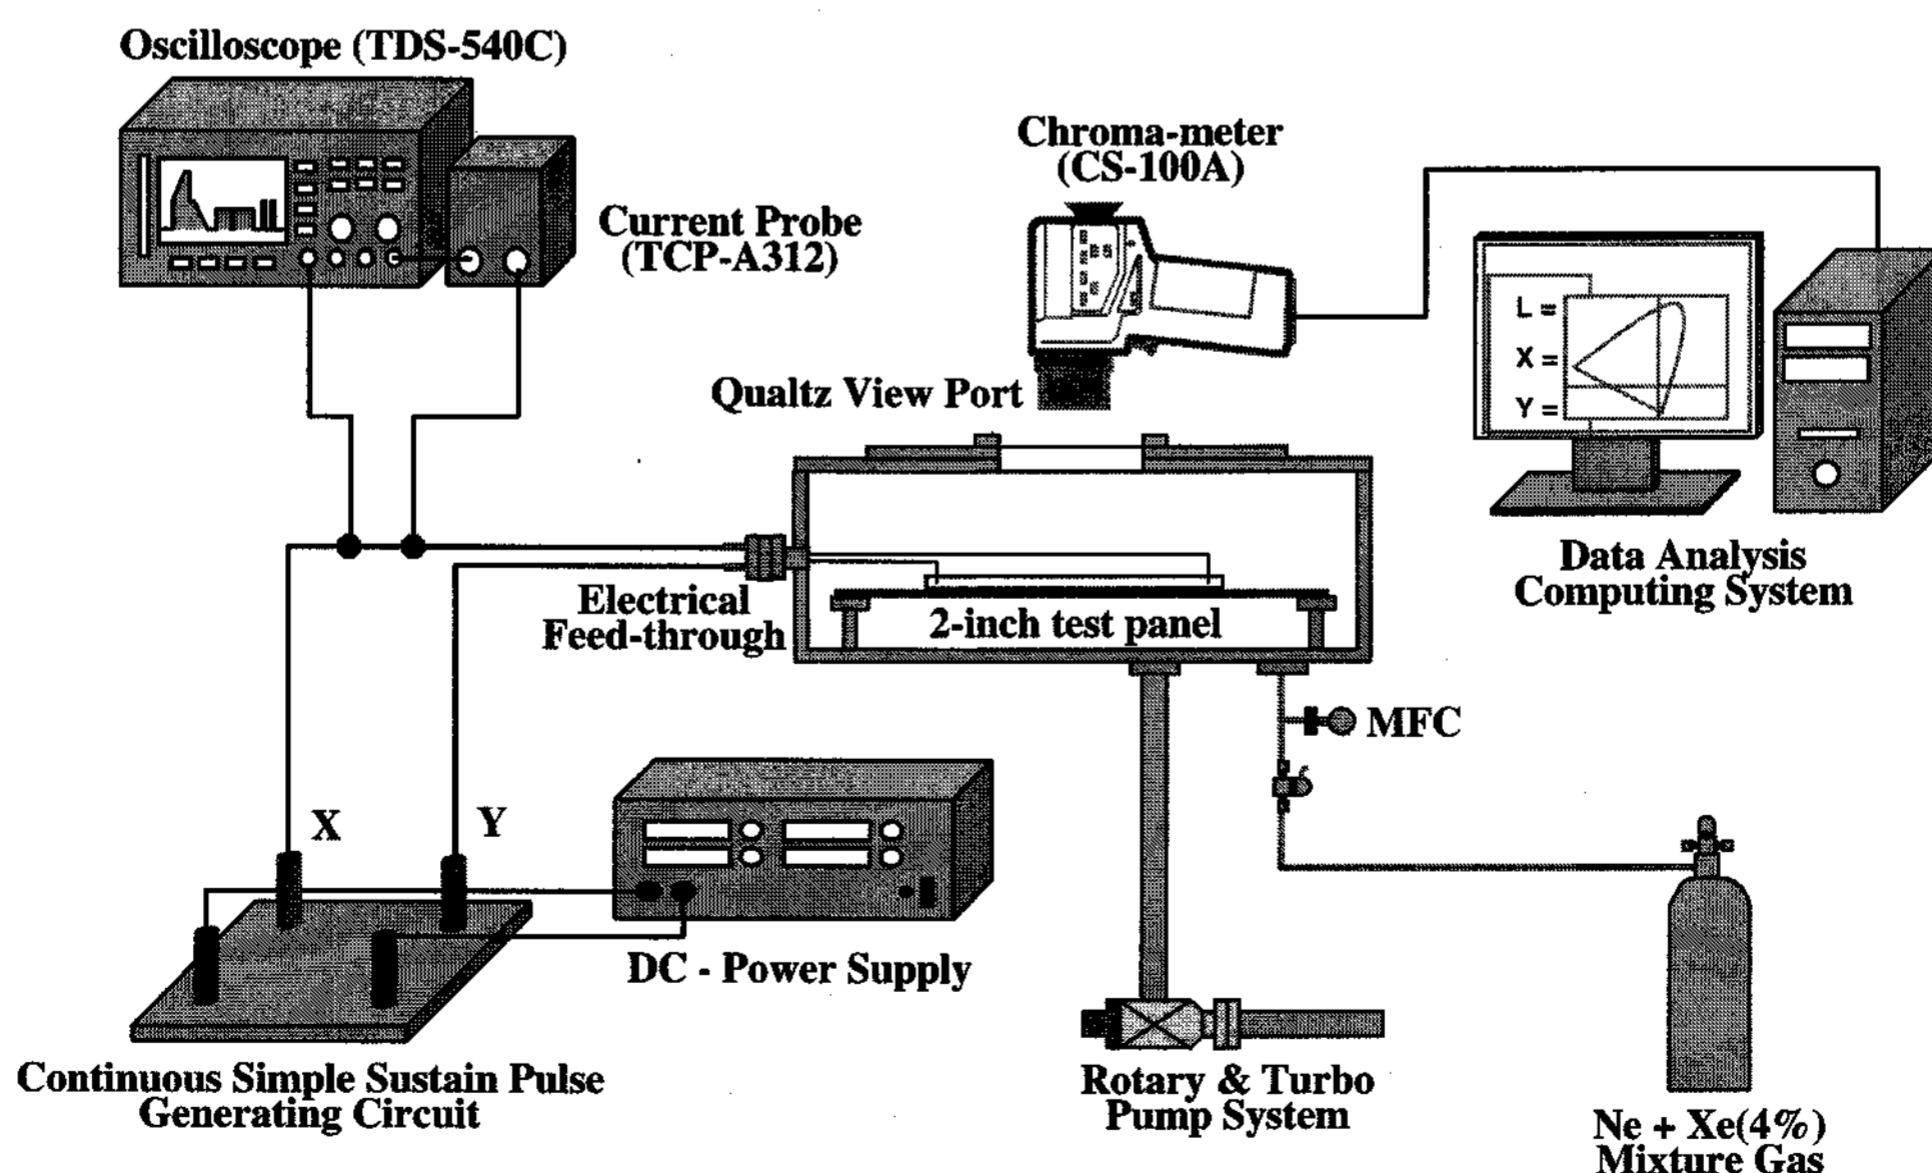 Oscilloscope (TDS-540C)
Current Probe
(TCP-A312)
Chroma-meter
(CS-100A)
Qualtz View Port
L =
X =
Y =
Data Analysis
Computing System
Electrical
Feed-through
2-inch test panel
MFC
X
Y
DC - Power Supply
Continuous Simple Sustain Pulse
Generating Circuit
Rotary & Turbo
Pump System
Ne + Xe(4%)
Mixture Gas